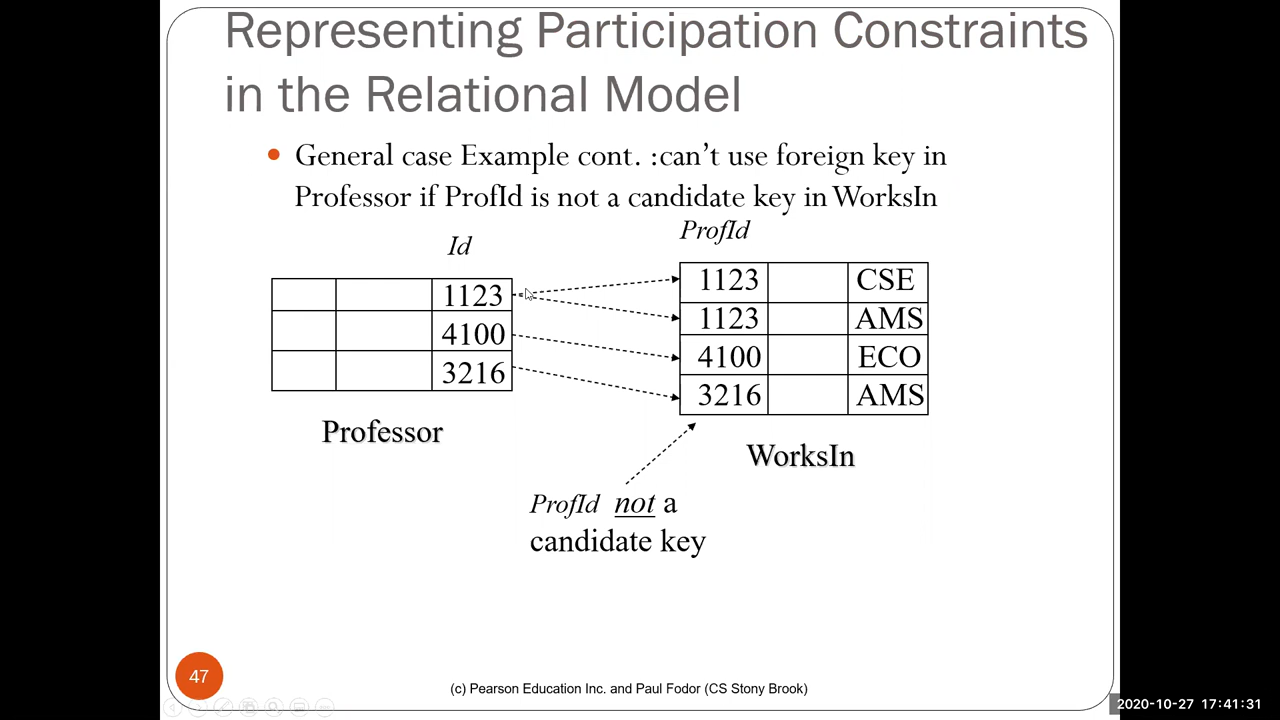 Representing Participation Constraints
in the Relational Model
General case Example cont. :can't use foreign key in
Professor if ProfId is not a candidate key in WorksIn
Id
ProfId
1123
4100
3216
1123 CSE
1123 AMS
4100 ECO
3216 AMS
Professor
WorksIn
ProfId not a
candidate key
47
(c) Pearson Education Inc. and Paul Fodor (CS Stony Brook)
2020-10-27 17:41:31